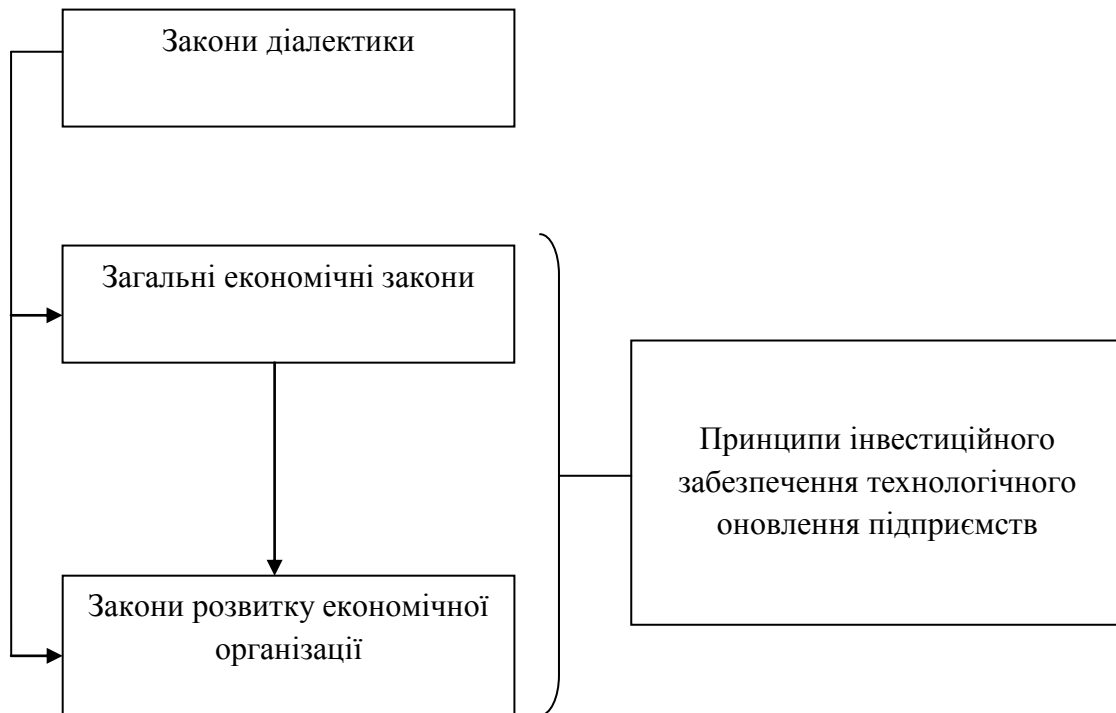 Закони діалектики
Загальні економічні закони
Принципи інвестиційного
забезпечення технологічного
оновлення підприємств
Закони розвитку економічної
організації